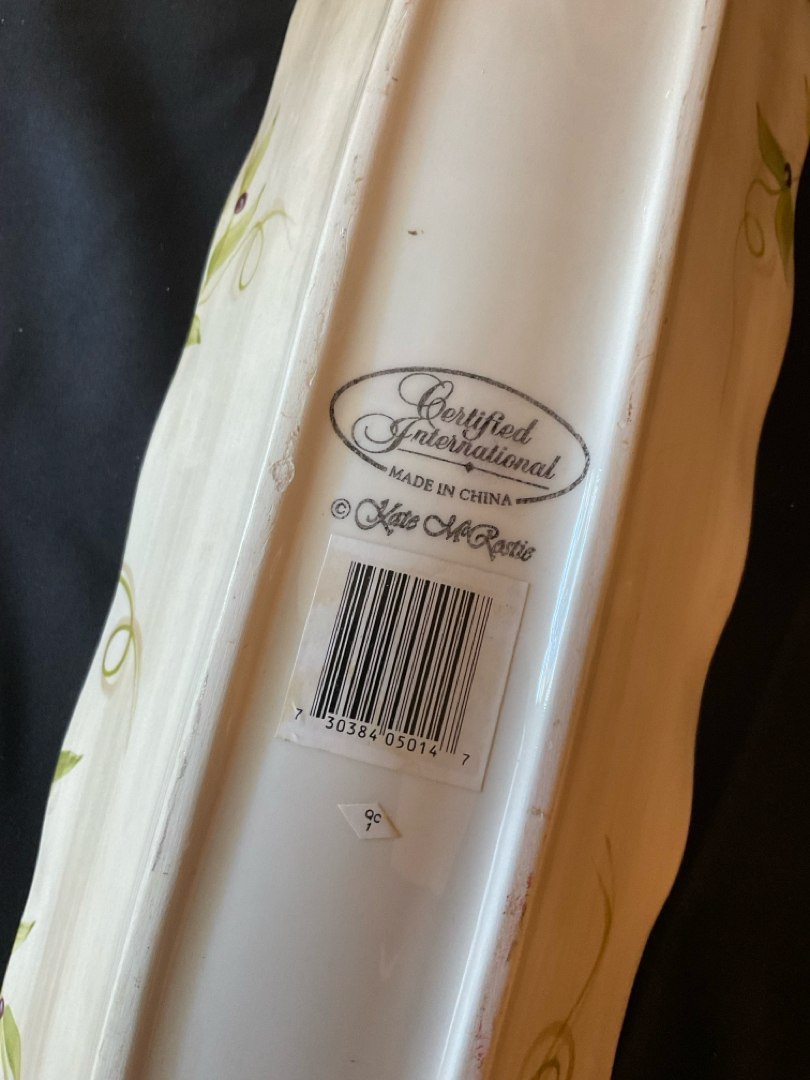 Certified
International
MADE IN CHINA
© Kate McRostie
7 30384 05014 7
QC
1